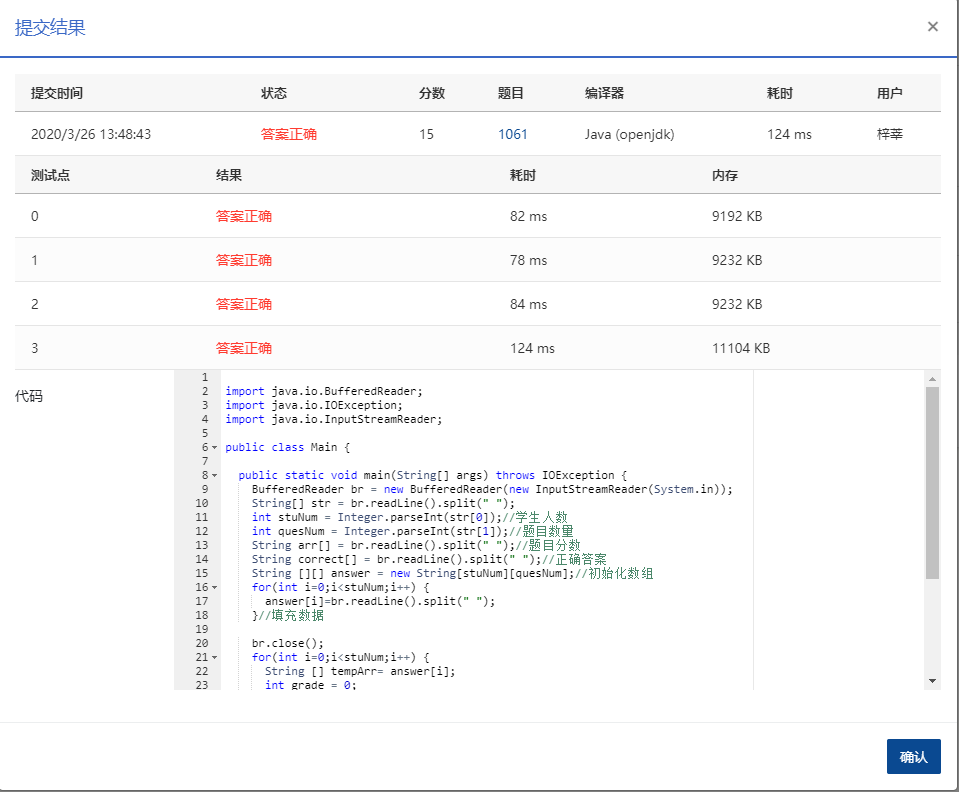 提交结果 ×
提交时间 状态 分数 题目 编译器 耗时 用户
2020/3/26 13:48:43 答案正确 15 1061 Java (openjdk) 124 ms 梓莘
测试点 结果 耗时 内存
0 答案正确 82 ms 9192 KB
1 答案正确 78 ms 9232 KB
2 答案正确 84 ms 9232 KB
3 答案正确 124 ms 11104 KB
代码
1
2 import java.io.BufferedReader;
3 import java.io.IOException;
4 import java.io.InputStreamReader;
5
6 public class Main {
7
8 public static void main(String[] args) throws IOException {
9 BufferedReader br = new BufferedReader(new InputStreamReader(System.in));
10 String[] str = br.readLine().split(" ");
11 int stuNum = Integer.parseInt(str[0]);//学生人数
12 int quesNum = Integer.parseInt(str[1]);//题目数量
13 String arr[] = br.readLine().split(" ");//题目分数
14 String correct[] = br.readLine().split(" ");//正确答案
15 String [][] answer = new String[stuNum][quesNum];//初始化数组
16 for(int i=0;i<stuNum;i++) {
17 answer[i]=br.readLine().split(" ");
18 }//填充数据
19
20 br.close();
21 for(int i=0;i<stuNum;i++) {
22 String [] tempArr= answer[i];
23 int grade = 0;
确认